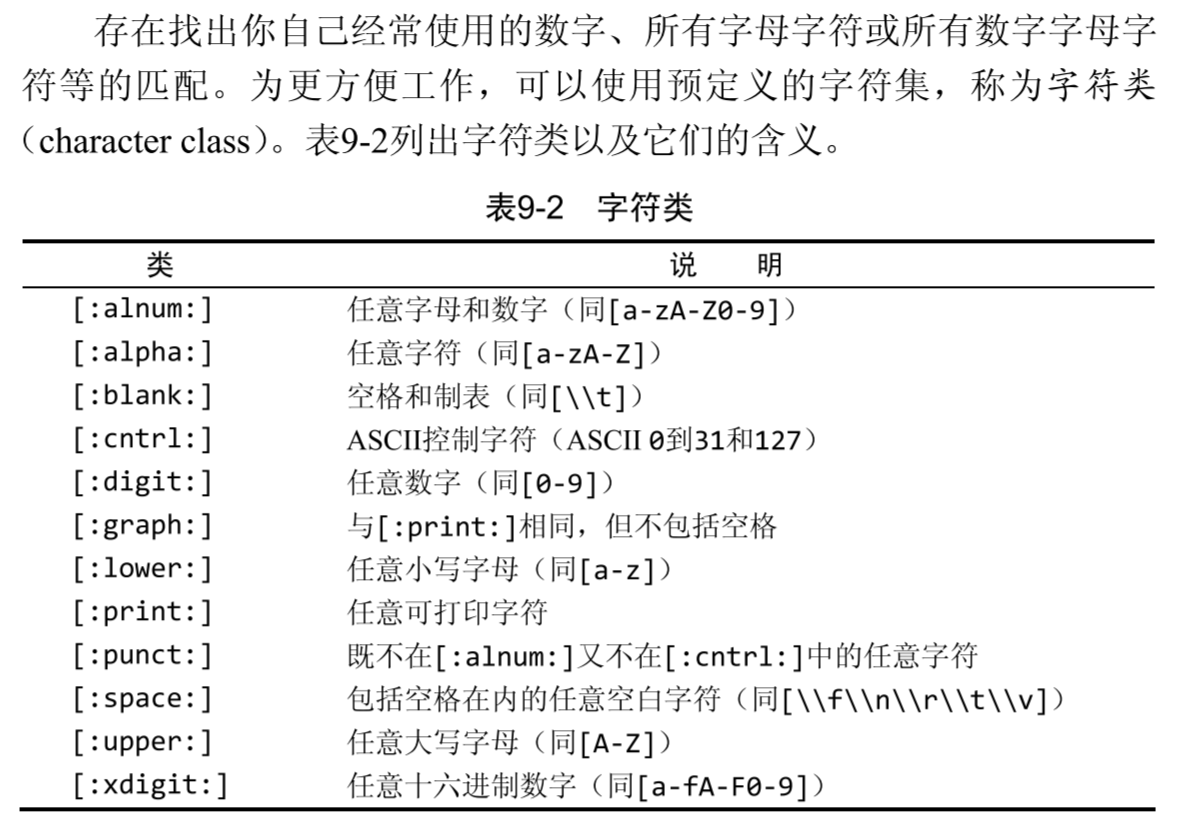 存在找出你自己经常使用的数字、所有字母字符或所有数字字母字
符等的匹配。为更方便工作，可以使用预定义的字符集，称为字符类
（character class）。表9-2列出字符类以及它们的含义。
表9-2 字符类
类 说 明
[:alnum:] 任意字母和数字（同[a-zA-Z0-9]）
[:alpha:] 任意字符（同[a-zA-Z]）
[:blank:] 空格和制表（同[\\t]）
[:cntrl:] ASCII控制字符（ASCII 0到31和127）
[:digit:] 任意数字（同[0-9]）
[:graph:] 与[:print:]相同，但不包括空格
[:lower:] 任意小写字母（同[a-z]）
[:print:] 任意可打印字符
[:punct:] 既不在[:alnum:]又不在[:cntrl:]中的任意字符
[:space:] 包括空格在内的任意空白字符（同[\\f\\n\\r\\t\\v]）
[:upper:] 任意大写字母（同[A-Z]）
[:xdigit:] 任意十六进制数字（同[a-fA-F0-9]）